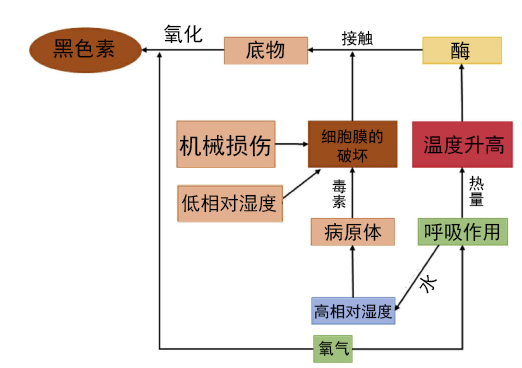 黑色素
氧化
底物
接触
酶
机械损伤
细胞膜的
破坏
温度升高
低相对湿度
毒素
热量
病原体
呼吸作用
水
高相对湿度
氧气